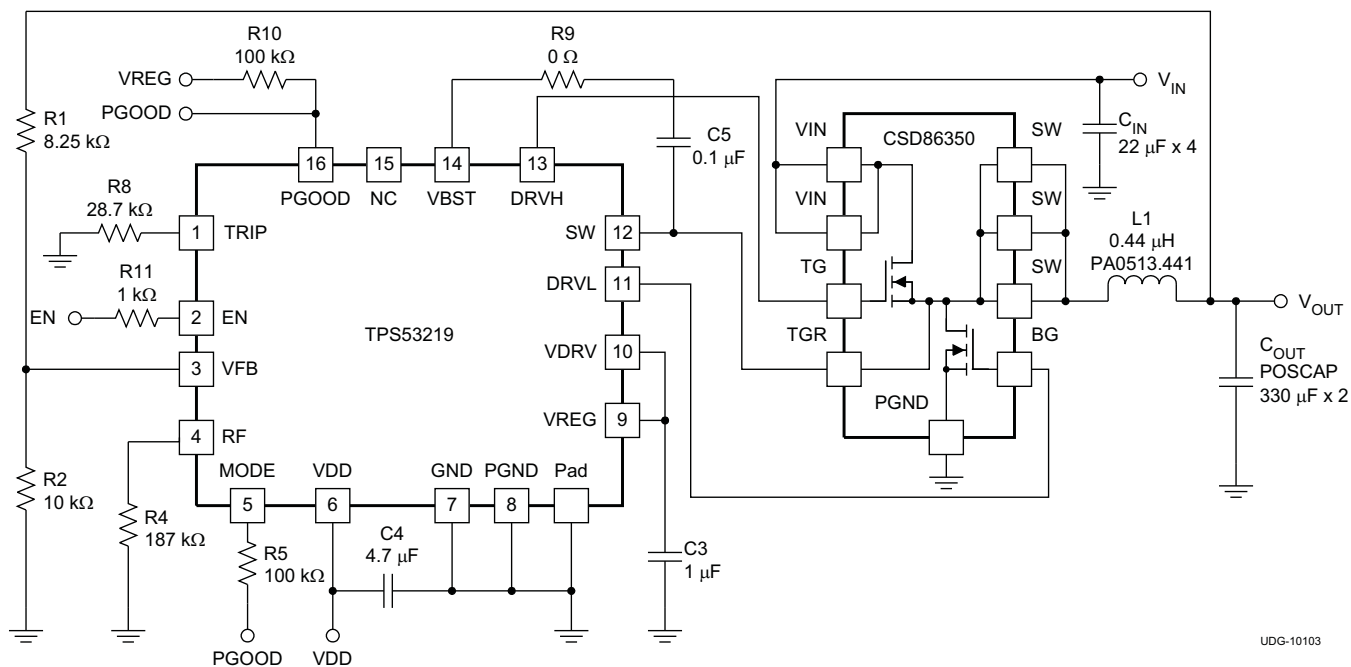 R10
100 kΩ
R9
0 Ω
VREG
PGOOD
VIN
R1
8.25 kΩ
C5
0.1 µF
VIN
CSD86350
SW
CIN
22 µF x 4
16
15
14
13
PGOOD
NC
VBST
DRVH
R8
28.7 kΩ
1
TRIP
SW
12
VIN
SW
L1
0.44 µH
PA0513.441
R11
1 kΩ
DRVL
11
TG
SW
EN
2
EN
TPS53219
VOUT
3
VFB
VDRV
10
TGR
BG
COUT
POSCAP
330 µF x 2
4
RF
VREG
9
PGND
MODE
VDD
GND
PGND
Pad
5
6
7
8
R2
10 kΩ
R4
187 kΩ
R5
100 kΩ
C4
4.7 µF
C3
1 µF
PGOOD
VDD
UDG-10103